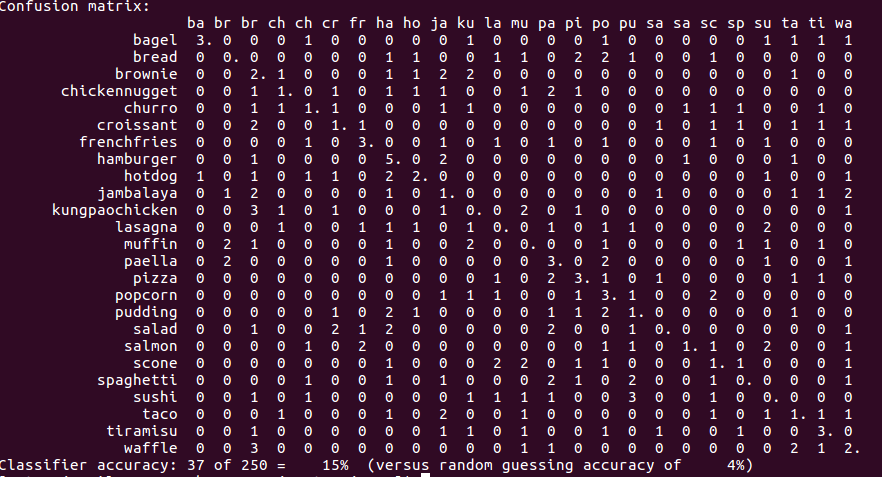 Confusion matrix:
ba br br ch ch cr fr ha ho ja ku la mu pa pi po pu sa sa sc sp su ta ti wa
bagel 3. 0 0 0 1 0 0 0 0 0 1 0 0 0 0 1 0 0 0 0 0 1 1 1 1
bread 0 0. 0 0 0 0 0 1 1 0 0 1 1 0 2 2 1 0 0 1 0 0 0 0 0
brownie 0 0 2. 1 0 0 0 1 1 2 2 0 0 0 0 0 0 0 0 0 0 0 1 0 0
chickennugget 0 0 1 1. 0 1 0 1 1 1 0 0 1 2 1 0 0 0 0 0 0 0 0 0 0
churro 0 0 1 1 1. 1 0 0 0 1 1 0 0 0 0 0 0 0 1 1 1 0 0 1 0
croissant 0 0 2 0 0 1. 1 0 0 0 0 0 0 0 0 0 0 1 0 1 1 0 1 1 1
frenchfries 0 0 0 0 1 0 3. 0 0 1 0 1 0 1 0 1 0 0 0 1 0 1 0 0 0
hamburger 0 0 1 0 0 0 0 5. 0 2 0 0 0 0 0 0 0 0 1 0 0 0 1 0 0
hotdog 1 0 1 0 1 1 0 2 2. 0 0 0 0 0 0 0 0 0 0 0 0 1 0 0 1
jambalaya 0 1 2 0 0 0 0 1 0 1. 0 0 0 0 0 0 0 1 0 0 0 0 1 1 2
kungpaochicken 0 0 3 1 0 1 0 0 0 1 0. 0 2 0 1 0 0 0 0 0 0 0 0 0 1
lasagna 0 0 0 1 0 0 1 1 1 0 1 0. 0 1 0 1 1 0 0 0 0 2 0 0 0
muffin 0 2 1 0 0 0 0 1 0 0 2 0 0. 0 1 0 0 0 0 0 1 1 0 1 0
paella 0 2 0 0 0 0 0 1 0 0 0 0 0 3. 0 2 0 0 0 0 0 1 0 0 1
pizza 0 0 0 0 0 0 0 0 0 0 0 1 0 2 3. 1 0 1 0 0 0 0 1 1 0
popcorn 0 0 0 0 0 0 0 0 0 1 1 1 0 0 1 3. 1 0 0 2 0 0 0 0 0
pudding 0 0 0 0 0 1 0 2 1 0 0 0 0 1 1 2 1. 0 0 0 0 0 1 0 0
salad 0 0 1 0 0 2 1 2 0 0 0 0 0 2 0 0 1 0. 0 0 0 0 0 0 1
salmon 0 0 0 0 1 0 2 0 0 0 0 0 0 0 0 1 1 0 1. 1 0 2 0 0 1
scone 0 0 0 0 0 0 0 1 0 0 0 2 2 0 1 0 1 0 0 1. 1 0 0 0 1
spaghetti 0 0 0 0 1 0 0 1 0 1 0 0 0 2 1 0 2 0 0 1 0. 0 0 0 1
sushi 0 0 1 0 1 0 0 0 0 0 1 1 1 1 0 0 3 0 0 1 0 0. 0 0 0
taco 0 0 0 1 0 0 0 1 0 2 0 1 0 0 0 0 0 0 0 1 0 1 1. 1 1
tiramisu 0 0 1 0 0 0 0 0 0 1 1 0 1 0 0 1 0 1 0 0 1 0 0 3. 0
waffle 0 0 3 0 0 0 0 0 0 0 0 0 1 1 0 0 0 0 0 0 0 0 2 1 2.
Classifier accuracy: 37 of 250 = 15% (versus random guessing accuracy of 4%)